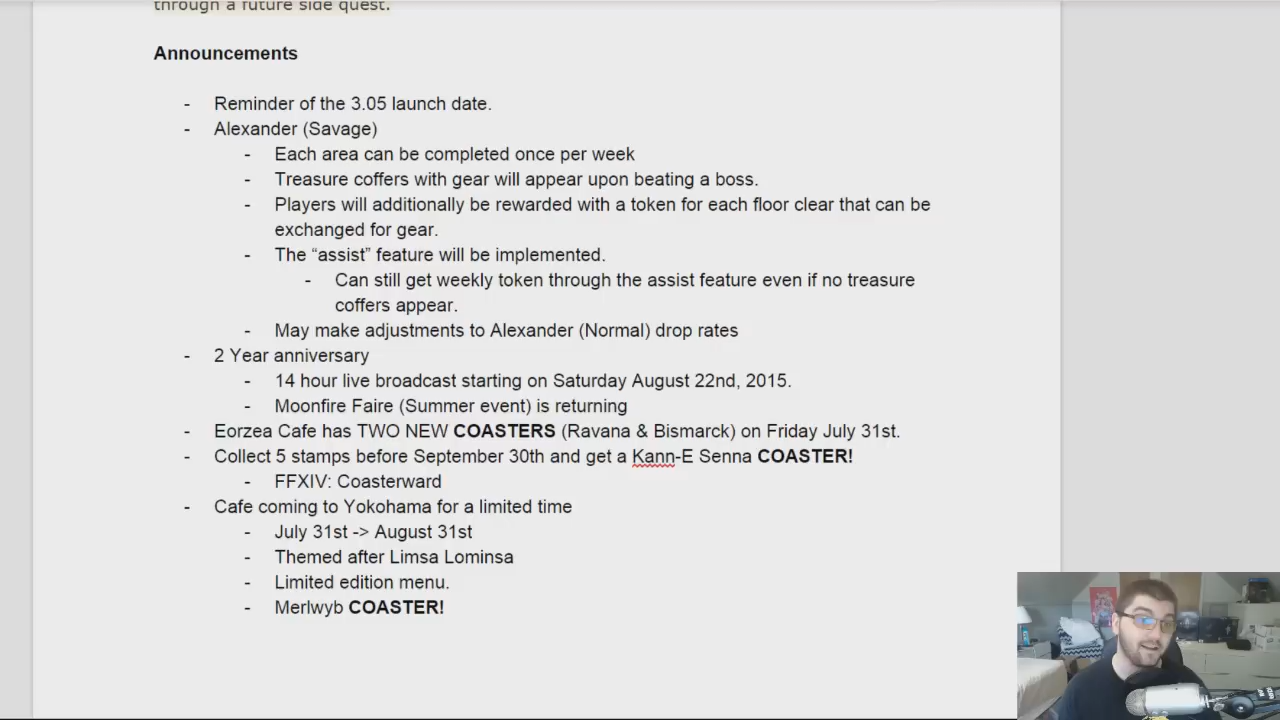 through a future side quest.
Announcements
- Reminder of the 3.05 launch date.
- Alexander (Savage)
- Each area can be completed once per week
- Treasure coffers with gear will appear upon beating a boss.
- Players will additionally be rewarded with a token for each floor clear that can be
exchanged for gear.
- The “assist” feature will be implemented.
- Can still get weekly token through the assist feature even if no treasure
coffers appear.
- May make adjustments to Alexander (Normal) drop rates
- 2 Year anniversary
- 14 hour live broadcast starting on Saturday August 22nd, 2015.
- Moonfire Faire (Summer event) is returning
- Eorzea Cafe has TWO NEW COASTERS (Ravana & Bismarck) on Friday July 31st.
- Collect 5 stamps before September 30th and get a Kann-E Senna COASTER!
- FFXIV: Coasterward
- Cafe coming to Yokohama for a limited time
- July 31st -> August 31st
- Themed after Limsa Lominsa
- Limited edition menu.
- Merlwyb COASTER!